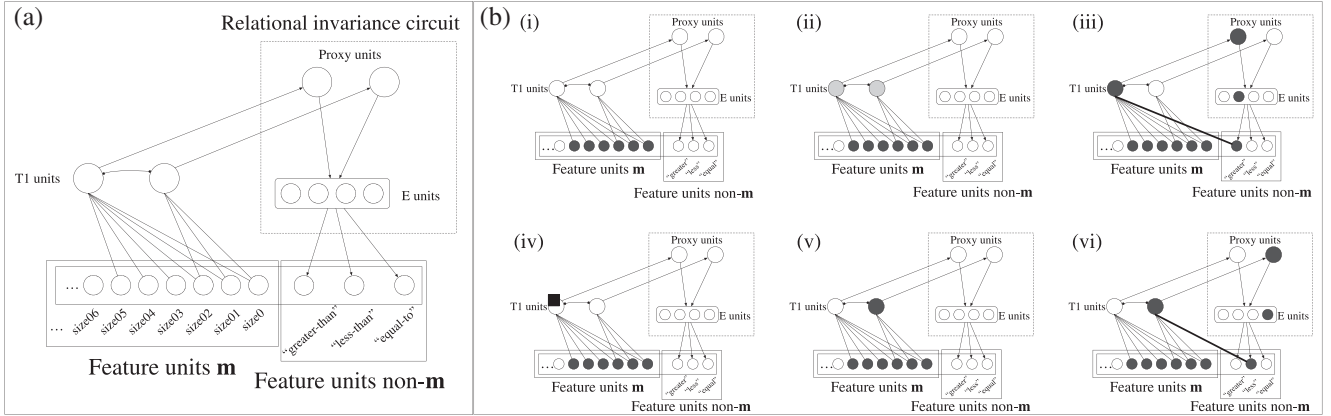 (a)
Relational invariance circuit
Proxy units
T1 units
E units
...
... size06 size05 size04 size03 size02 size01 size0 "greater-than" "less-than" "equal-to"
Feature units m
Feature units non-m
(b)
(i)
Proxy units
T1 units
E units
...
"greater" "less" "equal"
Feature units m
Feature units non-m
(ii)
Proxy units
T1 units
E units
...
"greater" "less" "equal"
Feature units m
Feature units non-m
(iii)
Proxy units
T1 units
E units
...
"greater" "less" "equal"
Feature units m
Feature units non-m
(iv)
Proxy units
T1 units
E units
...
"greater" "less" "equal"
Feature units m
Feature units non-m
(v)
Proxy units
T1 units
E units
...
"greater" "less" "equal"
Feature units m
Feature units non-m
(vi)
Proxy units
T1 units
E units
...
"greater" "less" "equal"
Feature units m
Feature units non-m